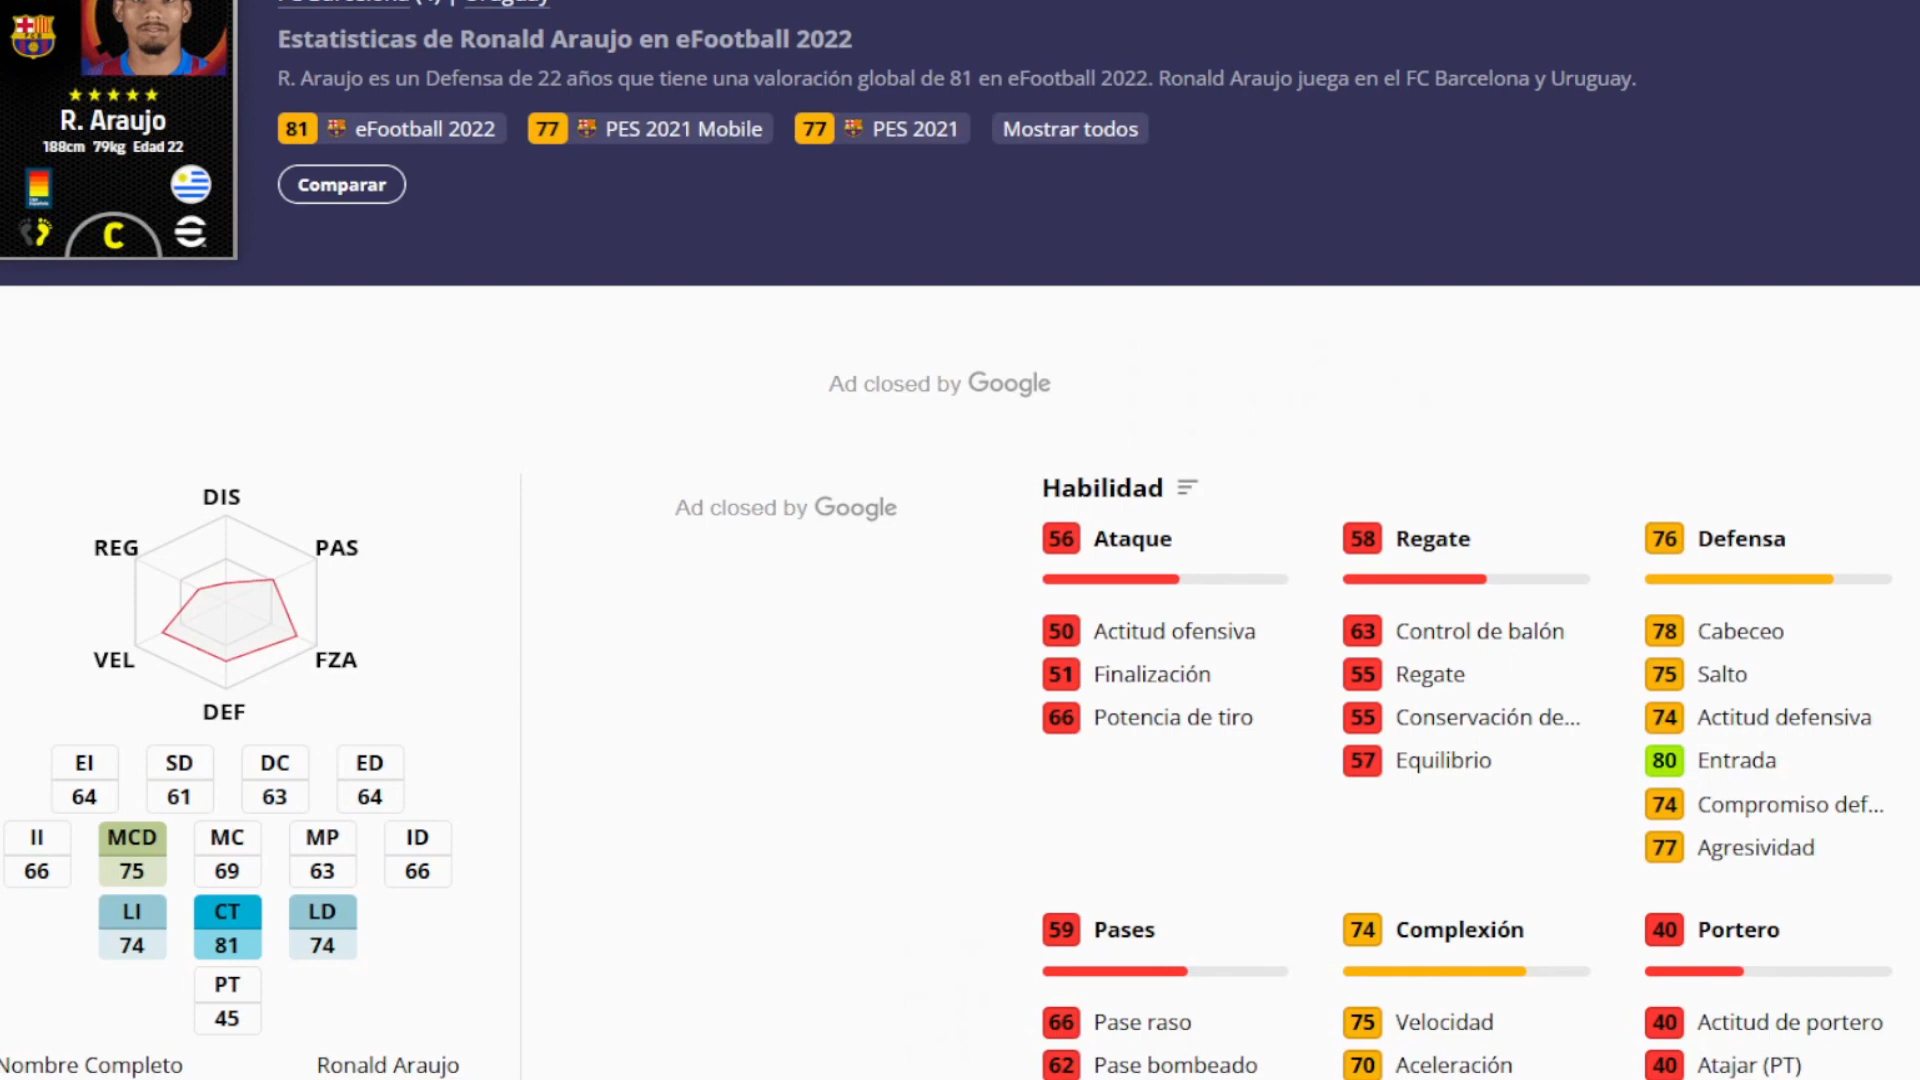 FC Barcelona (4) | Uruguay
Estatisticas de Ronald Araujo en eFootball 2022
R. Araujo es un Defensa de 22 años que tiene una valoración global de 81 en eFootball 2022. Ronald Araujo juega en el FC Barcelona y Uruguay.
81 eFootball 2022 77 PES 2021 Mobile 77 PES 2021 Mostrar todos
Comparar
R. Araujo
188cm 79kg Edad 22
C
Ad closed by Google
Ad closed by Google
DIS
REG PAS
VEL FZA
DEF
EI SD DC ED
64 61 63 64
II MCD MC MP ID
66 75 69 63 66
LI CT LD
74 81 74
PT
45
Nombre Completo Ronald Araujo
Habilidad
56 Ataque
50 Actitud ofensiva
51 Finalización
66 Potencia de tiro
58 Regate
63 Control de balón
55 Regate
55 Conservación de...
57 Equilibrio
76 Defensa
78 Cabeceo
75 Salto
74 Actitud defensiva
80 Entrada
74 Compromiso def...
77 Agresividad
59 Pases
66 Pase raso
62 Pase bombeado
74 Complexión
75 Velocidad
70 Aceleración
40 Portero
40 Actitud de portero
40 Atajar (PT)